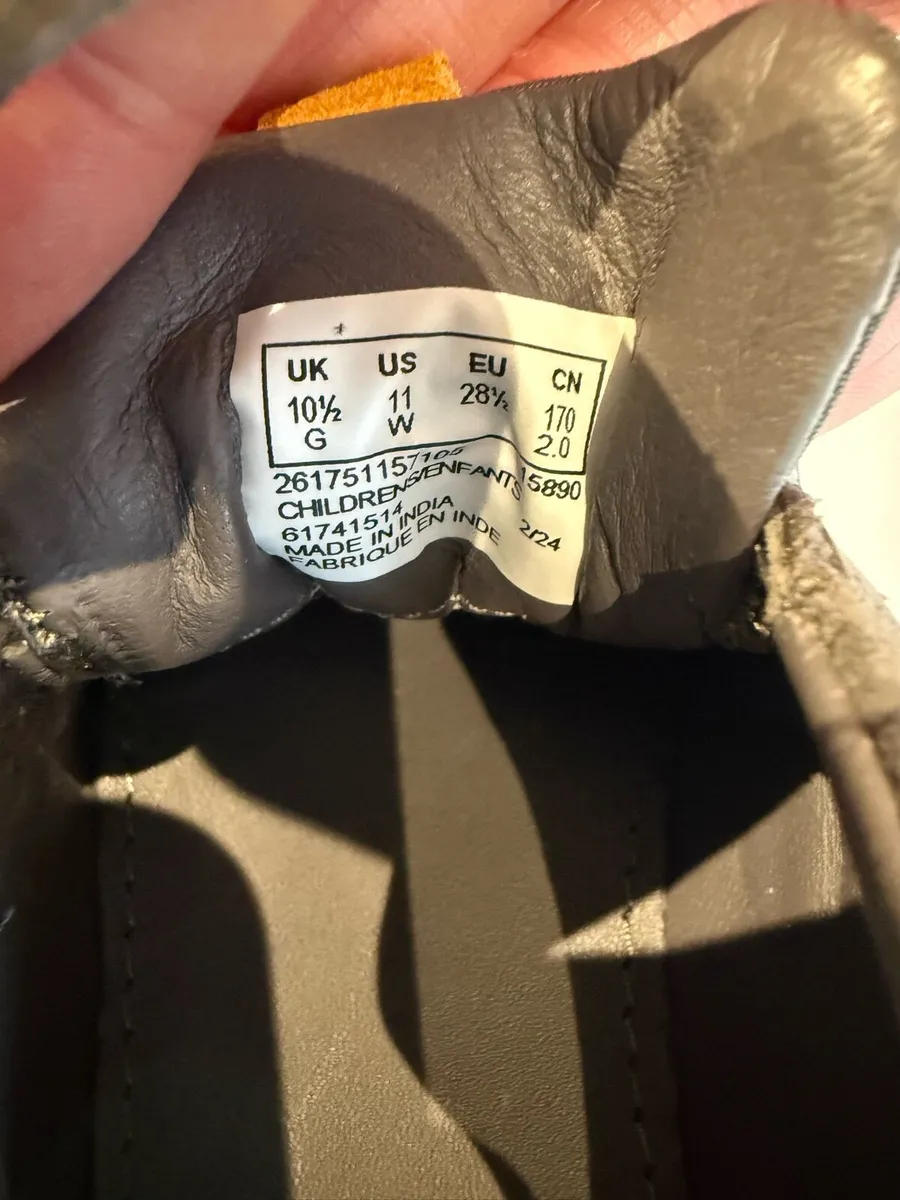 UK US EU CN
10½ 11 28½ 170
G W 2.0
261751157105 15890
CHILDRENS/ENFANTS
61741514 2/24
MADE IN INDIA
FABRIQUE EN INDE